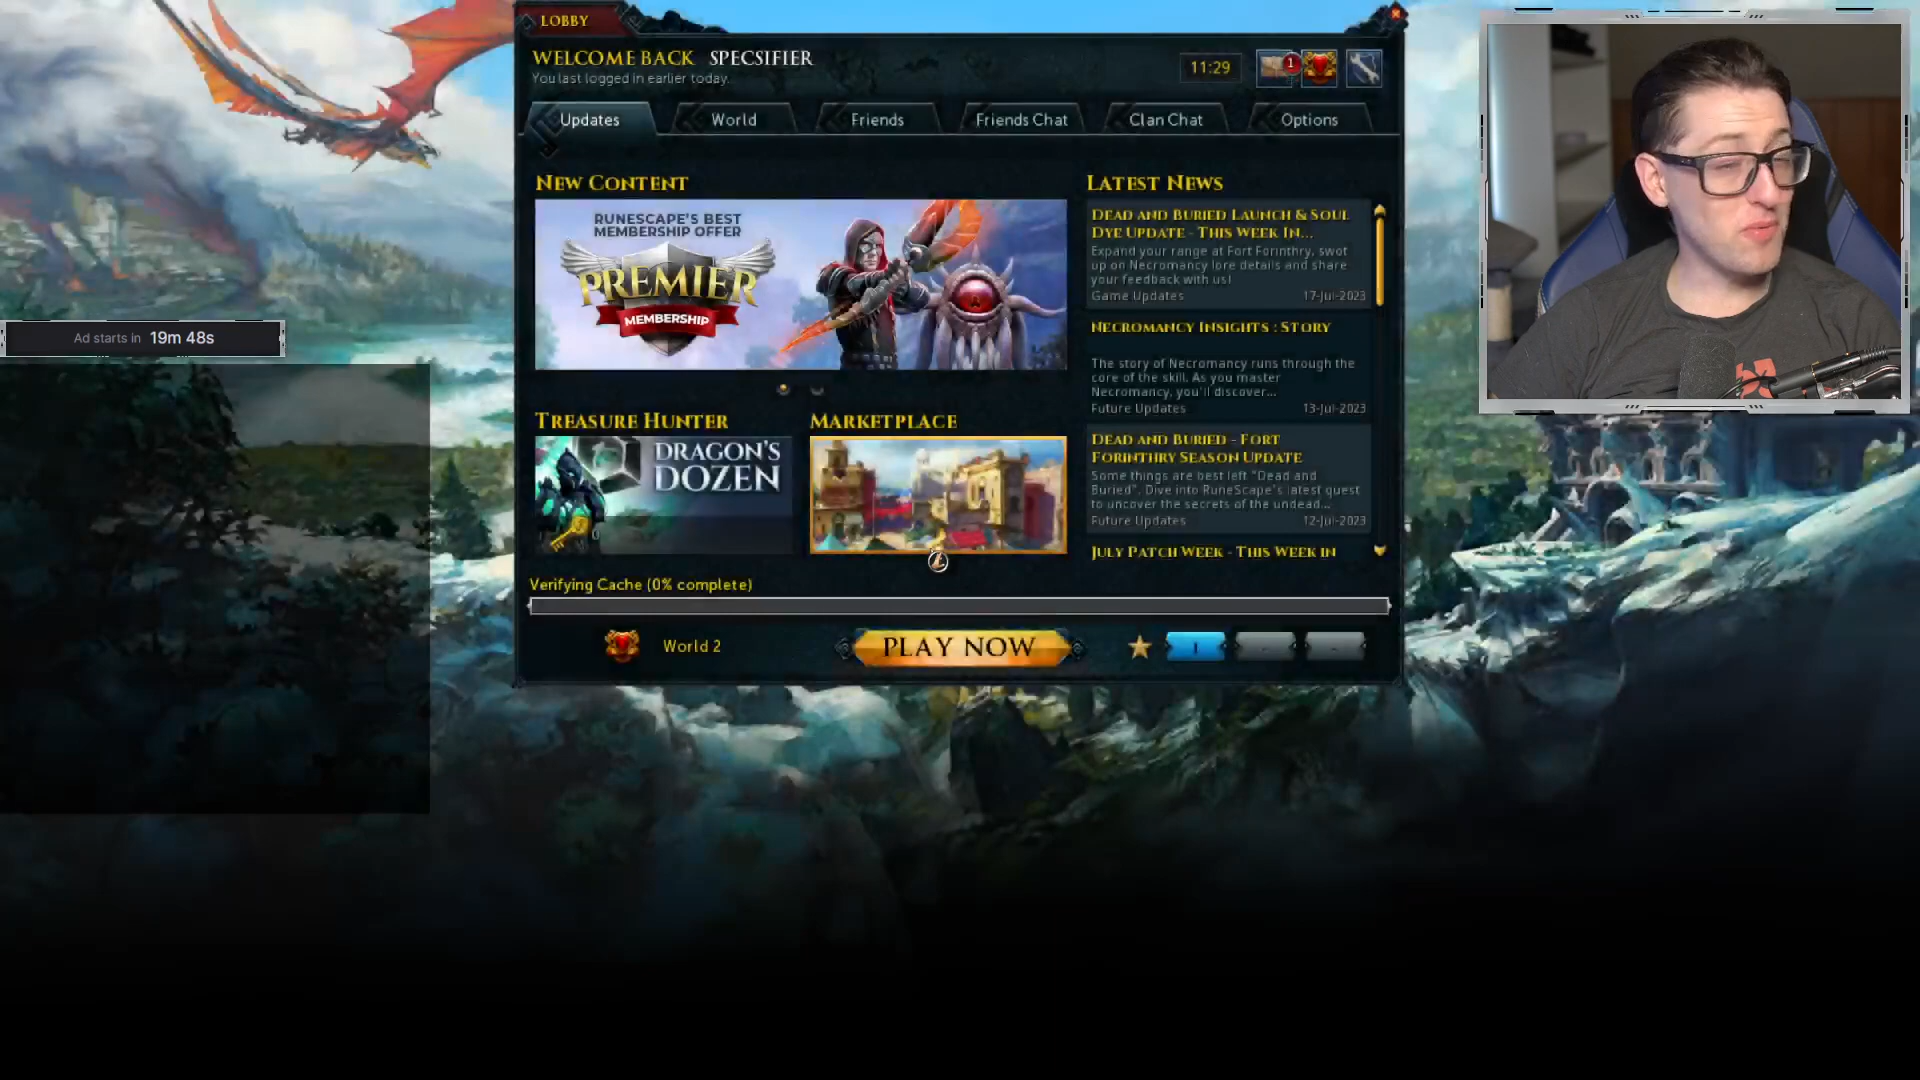 LOBBY
WELCOME BACK SPECSIFIER
You last logged in earlier today.
11:29
1
Updates
World
Friends
Friends Chat
Clan Chat
Options
NEW CONTENT
RUNESCAPE'S BEST
MEMBERSHIP OFFER
PREMIER
MEMBERSHIP
LATEST NEWS
DEAD AND BURIED LAUNCH & SOUL
DYE UPDATE - THIS WEEK IN...
Expand your range at Fort Forinthry, swot
up on Necromancy lore details and share
your feedback with us!
Game Updates 17-Jul-2023
NECROMANCY INSIGHTS : STORY
The story of Necromancy runs through the
core of the skill. As you master
Necromancy, you'll discover...
Future Updates 13-Jul-2023
DEAD AND BURIED - FORT
FORINTHRY SEASON UPDATE
Some things are best left "Dead and
Buried". Dive into RuneScape's latest quest
to uncover the secrets of the undead...
Future Updates 12-Jul-2023
JULY PATCH WEEK - THIS WEEK IN
Ad starts in 19m 48s
TREASURE HUNTER
DRAGON'S
DOZEN
0
MARKETPLACE
Verifying Cache (0% complete)
World 2
PLAY NOW
1
-
-